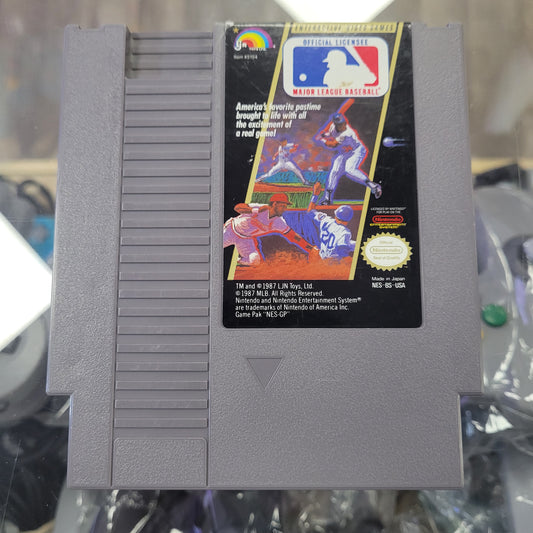 ENTERTECH VIDEO GAMES
LJN
OFFICIAL LICENSEE
MAJOR LEAGUE BASEBALL
America's favorite pastime
brought to life with all
the excitement of
a real game!
LICENSED BY NINTENDO®
FOR PLAY ON THE
Nintendo
ENTERTAINMENT
SYSTEM®
Official
Nintendo
Seal of Quality
TM and © 1987 LJN Toys, Ltd.
© 1987 MLB. All Rights Reserved.
Nintendo and Nintendo Entertainment System®
are trademarks of Nintendo of America Inc.
Game Pak "NES-GP"
Made in Japan
NES-BS-USA